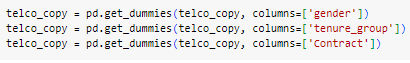 telco_copy = pd.get_dummies(telco_copy, columns=['gender'])
telco_copy = pd.get_dummies(telco_copy, columns=['tenure_group'])
telco_copy = pd.get_dummies(telco_copy, columns=['Contract'])